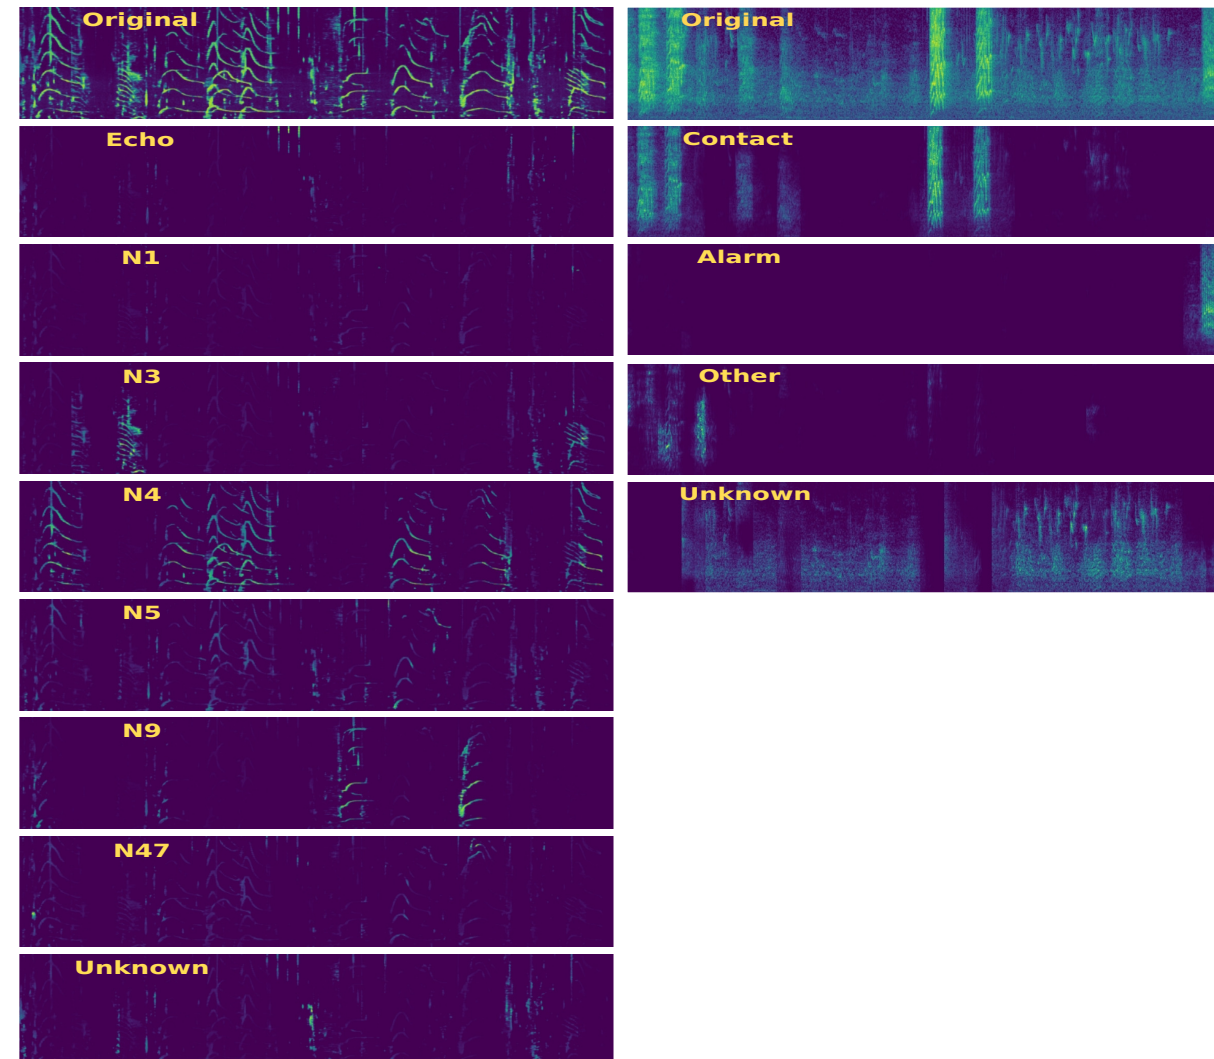 Original
Echo
N1
N3
N4
N5
N9
N47
Unknown
Original
Contact
Alarm
Other
Unknown